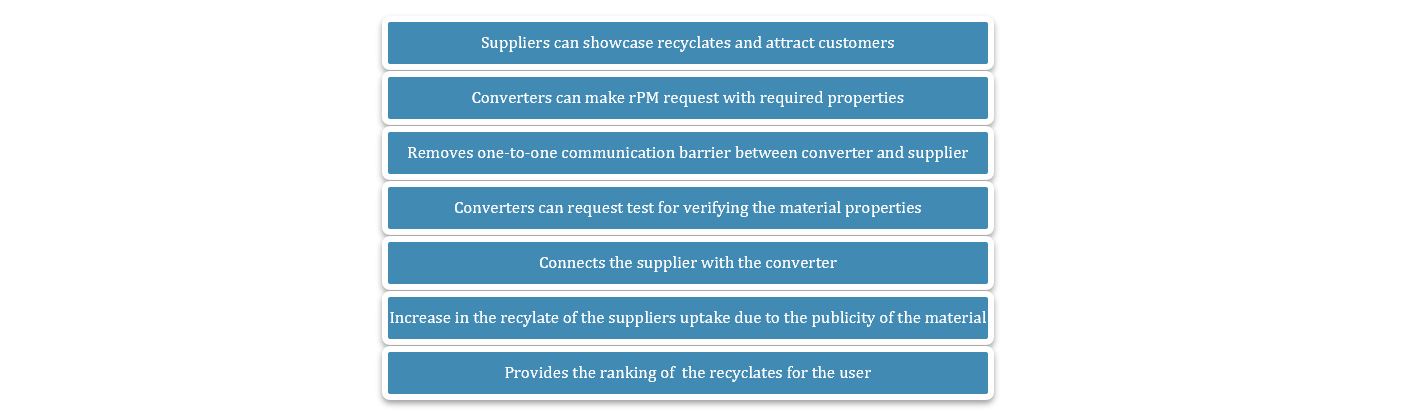 Suppliers can showcase recyclates and attract customers
Converters can make rPM request with required properties
Removes one-to-one communication barrier between converter and supplier
Converters can request test for verifying the material properties
Connects the supplier with the converter
Increase in the recylate of the suppliers uptake due to the publicity of the material
Provides the ranking of  the recyclates for the user